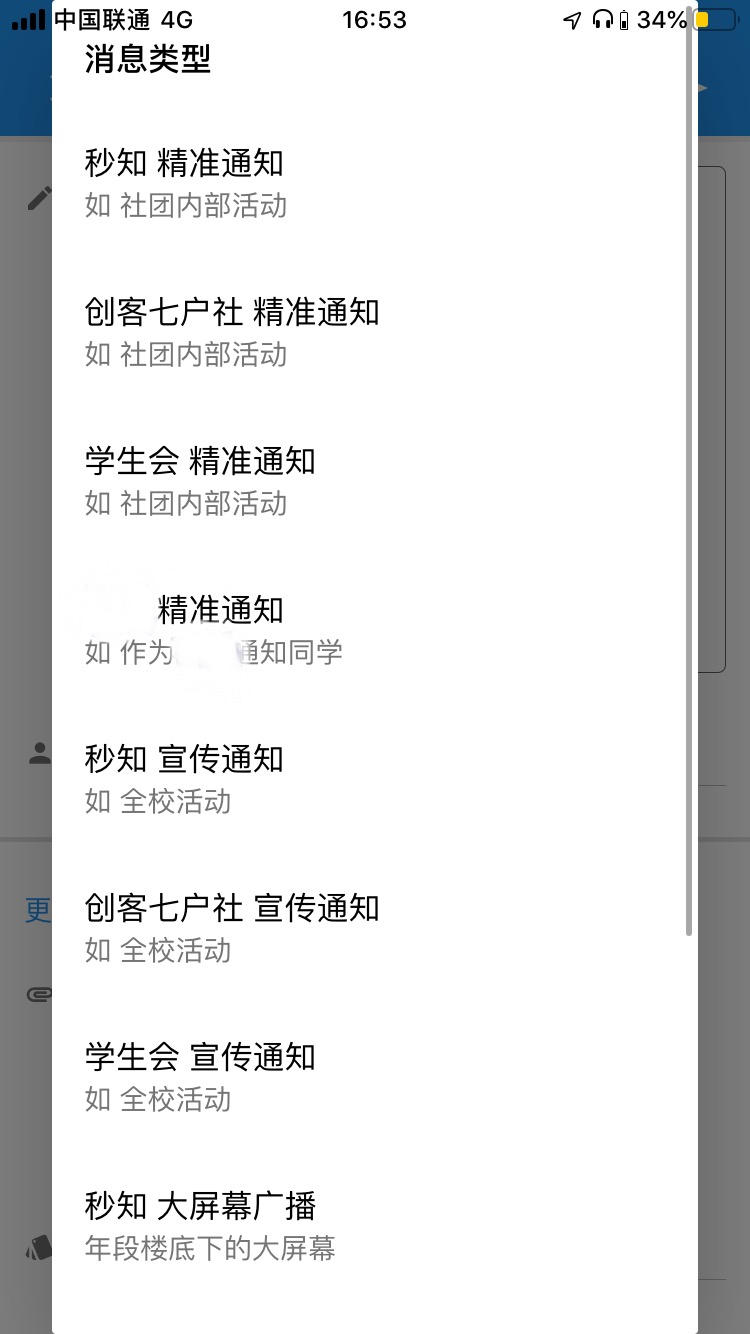 中国联通 4G 16:53 34%
消息类型
秒知 精准通知
如 社团内部活动
创客七户社 精准通知
如 社团内部活动
学生会 精准通知
如 社团内部活动
精准通知
如 作为 通知同学
秒知 宣传通知
如 全校活动
创客七户社 宣传通知
如 全校活动
更
学生会 宣传通知
如 全校活动
秒知 大屏幕广播
年段楼底下的大屏幕